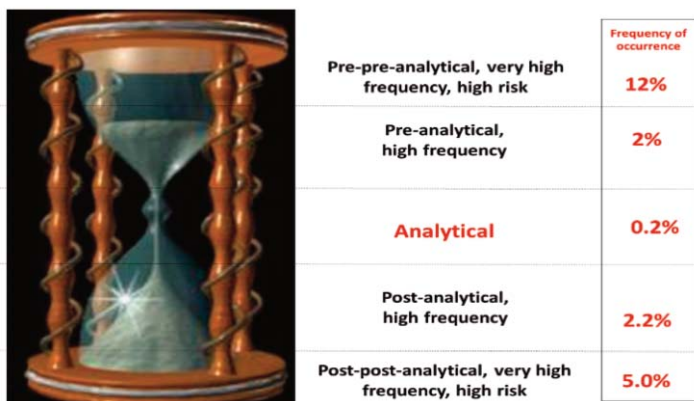 Frequency of
occurrence
Pre-pre-analytical, very high
frequency, high risk
12%
Pre-analytical,
high frequency
2%
Analytical
0.2%
Post-analytical,
high frequency
2.2%
Post-post-analytical, very high
frequency, high risk
5.0%